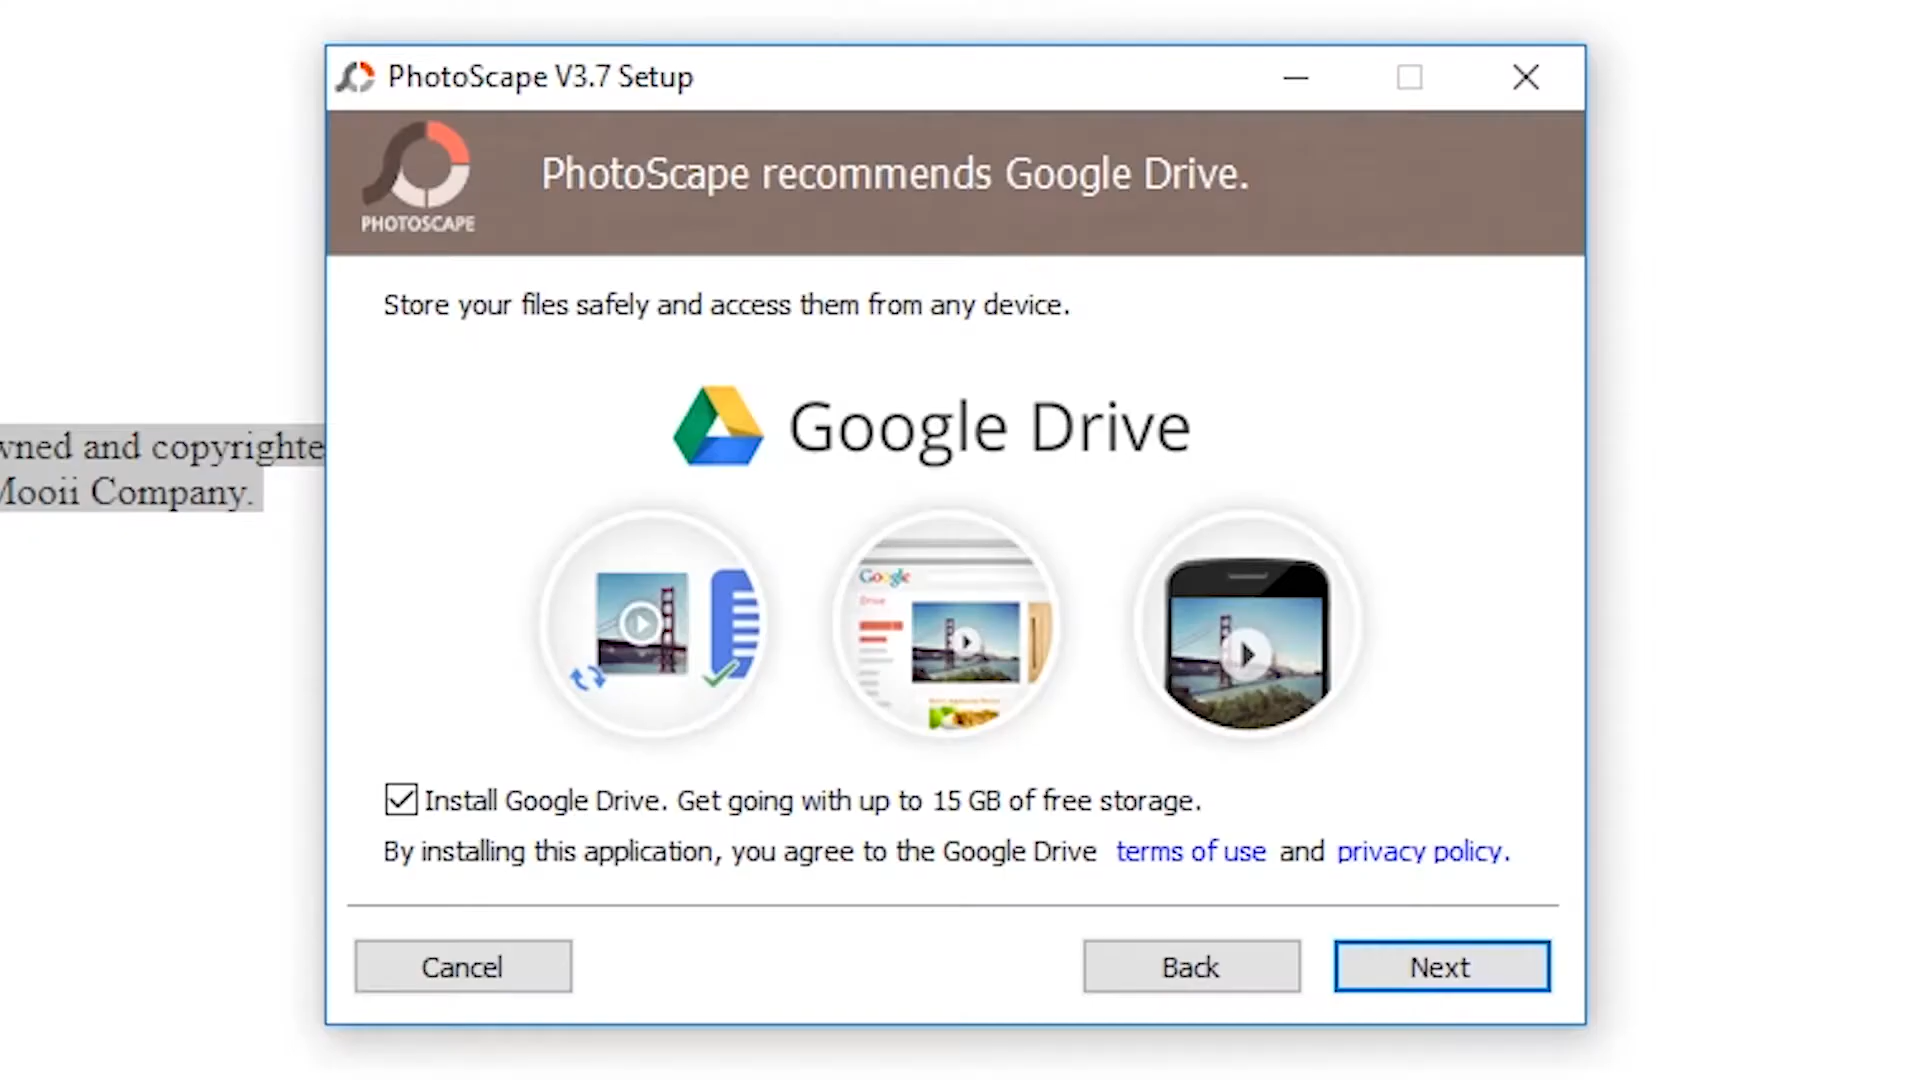 PhotoScape V3.7 Setup
PHOTOSCAPE
PhotoScape recommends Google Drive.
Store your files safely and access them from any device.
Google Drive
and copyrighte
Mooii Company.
Google
Drive
Install Google Drive. Get going with up to 15 GB of free storage.
By installing this application, you agree to the Google Drive terms of use and privacy policy.
Cancel
Back
Next